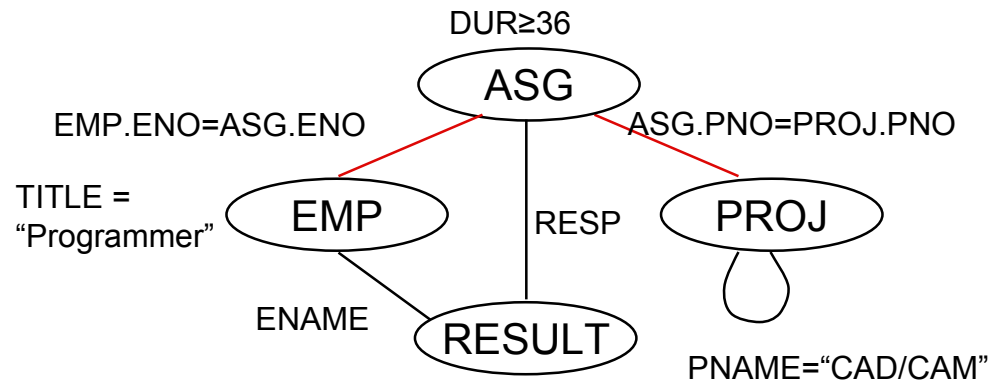 DUR≥36
ASG
EMP.ENO=ASG.ENO
ASG.PNO=PROJ.PNO
TITLE =
“Programmer”
EMP
RESP
PROJ
ENAME
RESULT
PNAME=“CAD/CAM”